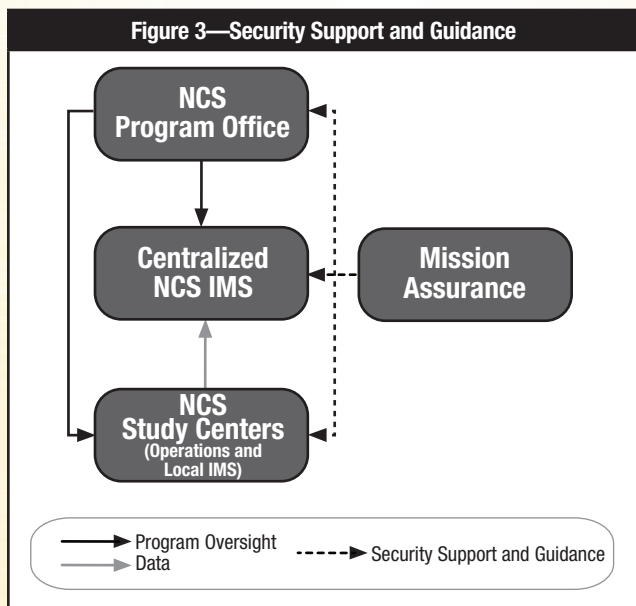 Figure 3—Security Support and Guidance
NCS
Program Office
Centralized
NCS IMS
Mission
Assurance
NCS
Study Centers
(Operations and
Local IMS)
Program Oversight
Data
Security Support and Guidance